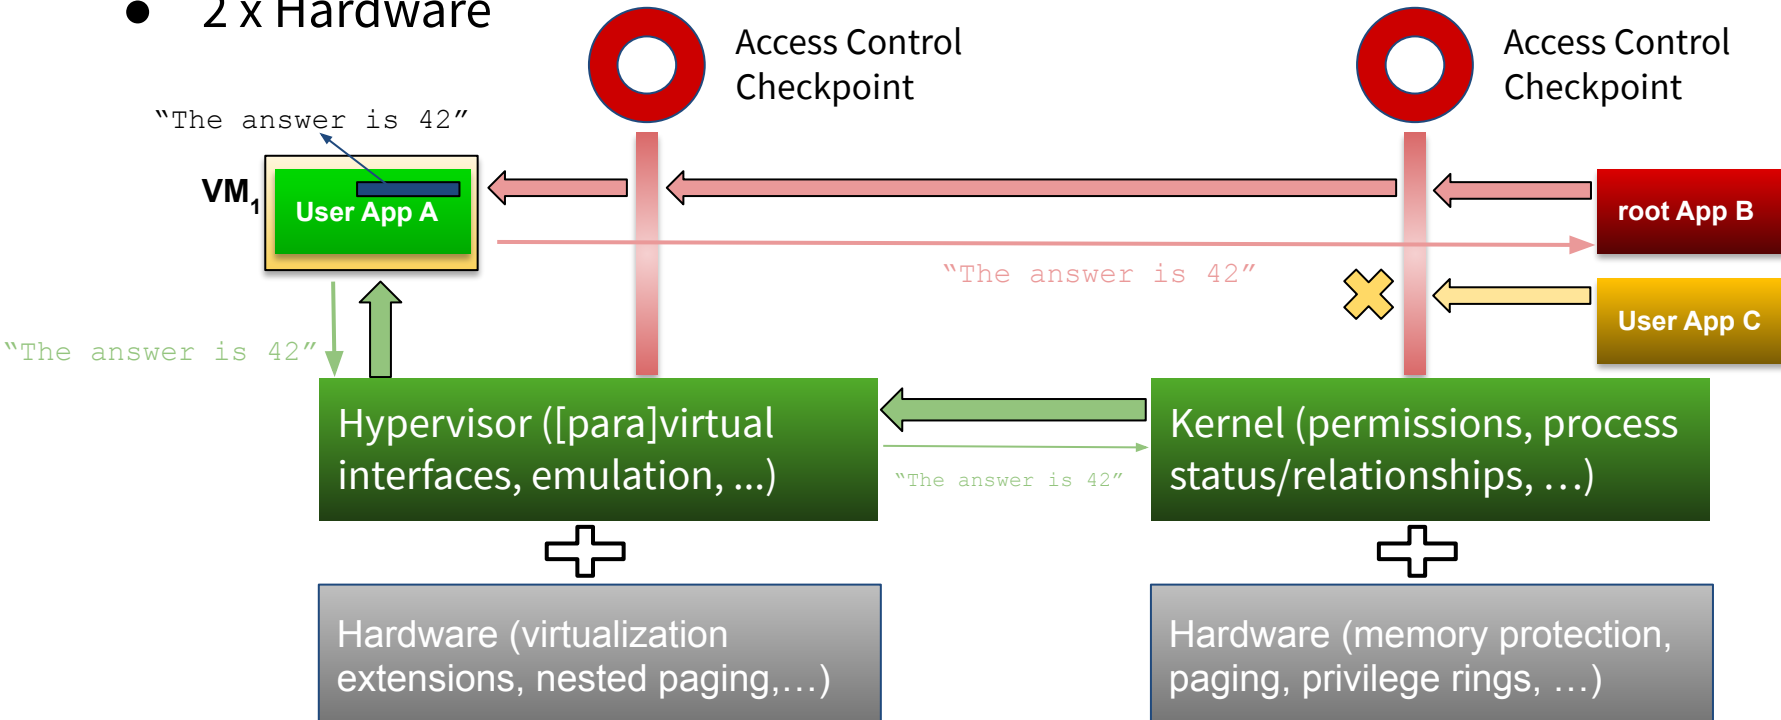 ● 2 x Hardware
Access Control
Checkpoint
Access Control
Checkpoint
“The answer is 42”
VM1
User App A
root App B
“The answer is 42”
User App C
“The answer is 42”
Hypervisor ([para]virtual
interfaces, emulation, ...)
“The answer is 42”
Kernel (permissions, process
status/relationships, …)
Hardware (virtualization
extensions, nested paging,…)
Hardware (memory protection,
paging, privilege rings, …)